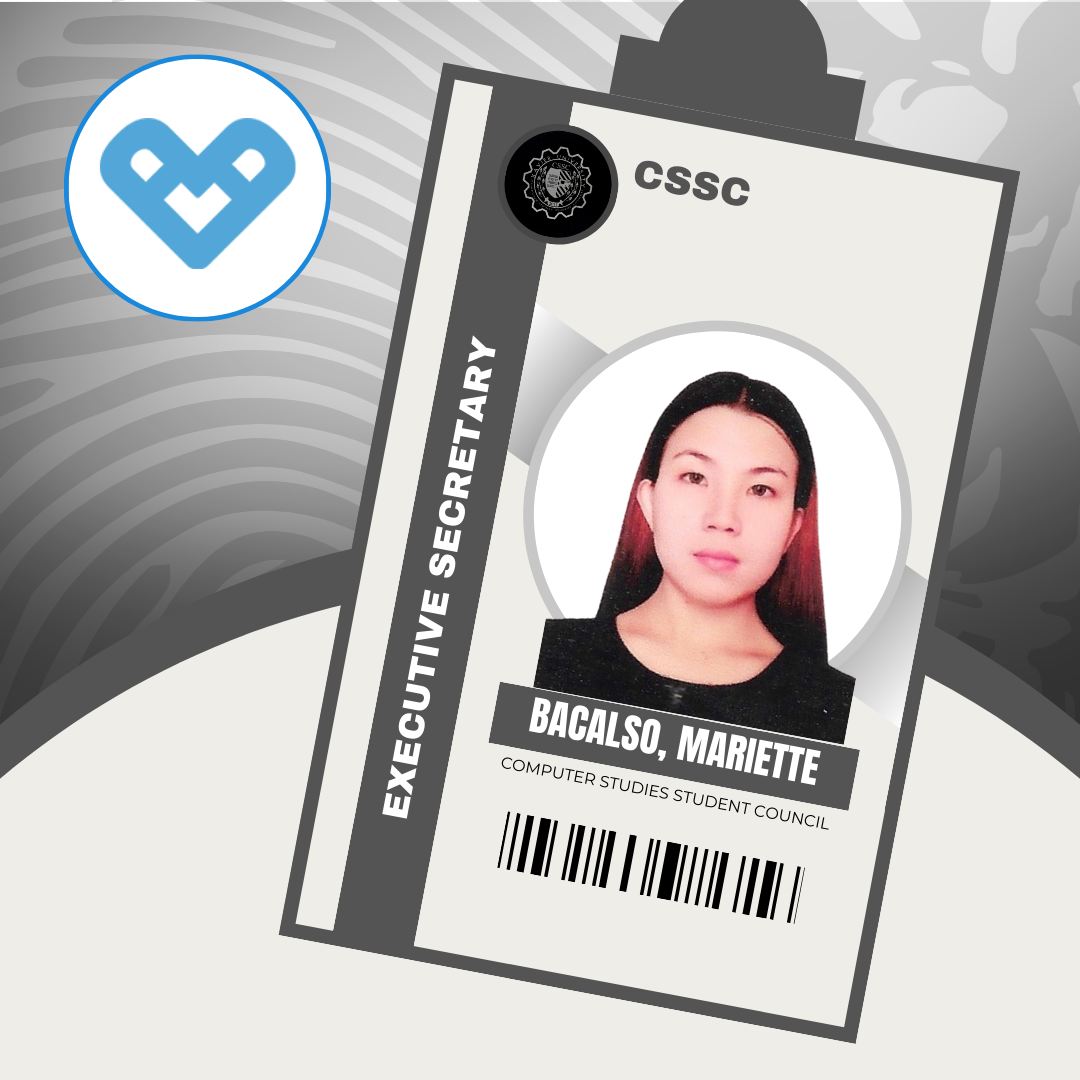 CSSC
EXECUTIVE SECRETARY
BACALSO, MARIETTE
COMPUTER STUDIES STUDENT COUNCIL